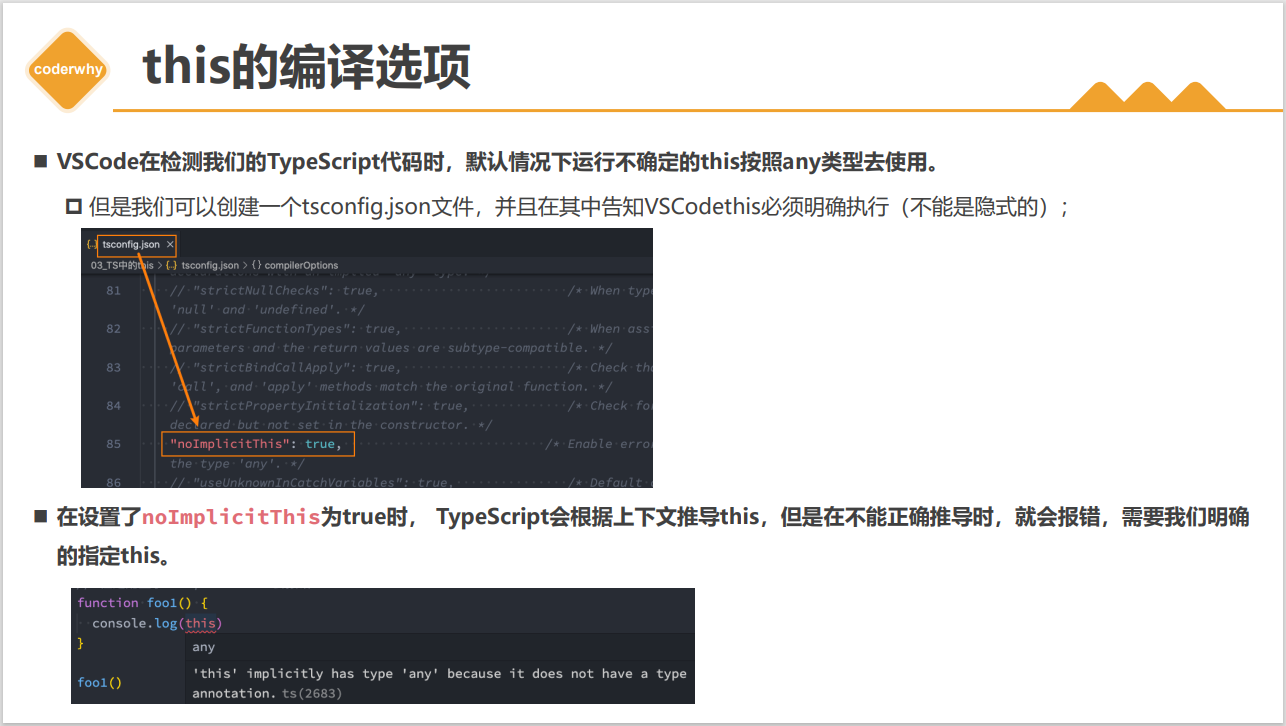 coderwhy
this的编译选项
VSCode在检测我们的TypeScript代码时，默认情况下运行不确定的this按照any类型去使用。
但是我们可以创建一个tsconfig.json文件，并且在其中告知VSCodethis必须明确执行（不能是隐式的）；
{..} tsconfig.json ×
03_TS中的this > {..} tsconfig.json > {} compilerOptions
81 // "strictNullChecks": true, /* When type
'null' and 'undefined'. */
82 // "strictFunctionTypes": true, /* When ass
parameters and the return values are subtype-compatible. */
83 // "strictBindCallApply": true, /* Check tha
'call', and 'apply' methods match the original function. */
84 // "strictPropertyInitialization": true, /* Check fo
declared but not set in the constructor. */
85 "noImplicitThis": true, /* Enable erro
the type 'any'. */
86 // "useUnknownInCatchVariables": true, /* Default
在设置了noImplicitThis为true时， TypeScript会根据上下文推导this，但是在不能正确推导时，就会报错，需要我们明确
的指定this。
function foo1() {
console.log(this)
}
any
'this' implicitly has type 'any' because it does not have a type
foo1()
annotation. ts(2683)